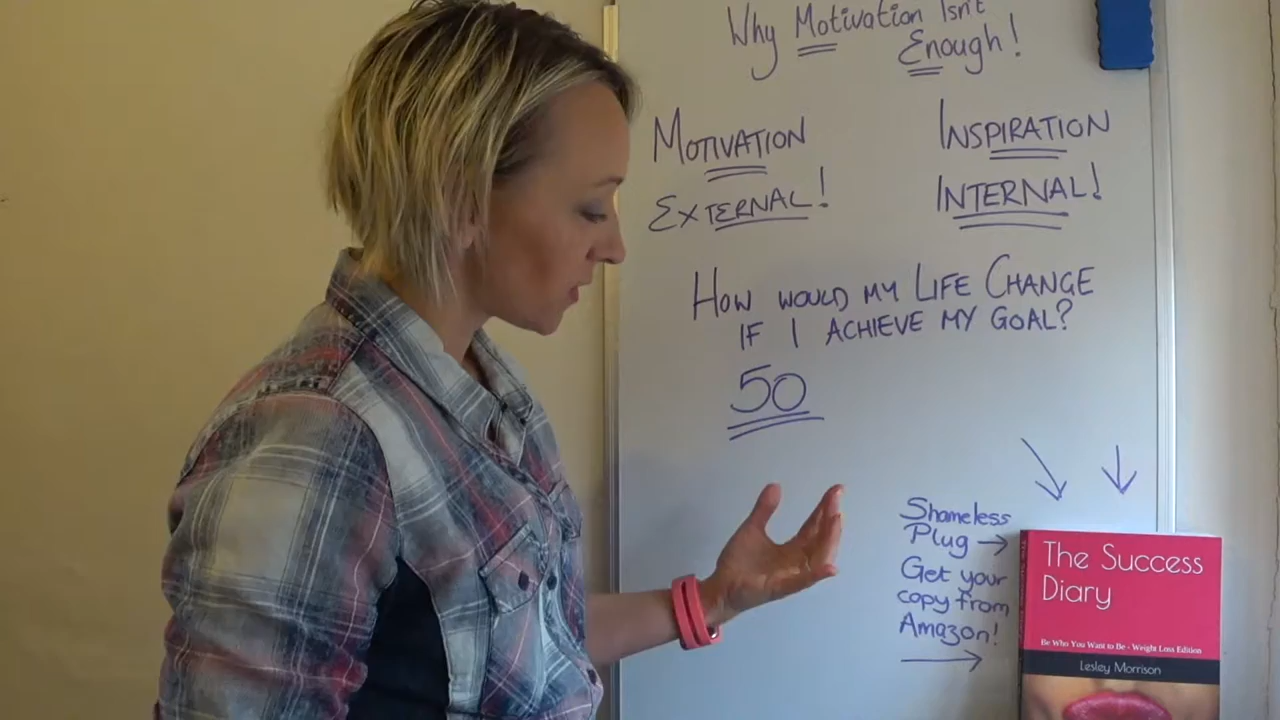 Why Motivation Isn't
Enough!
MOTIVATION
INSPIRATION
EXTERNAL!
INTERNAL!
HOW WOULD MY LIFE CHANGE
IF I ACHIEVE MY GOAL?
50
Shameless
Plug
Get your
copy from
Amazon!
The Success
Diary
Be Who You Want to Be - Weight Loss Edition
Lesley Morrison